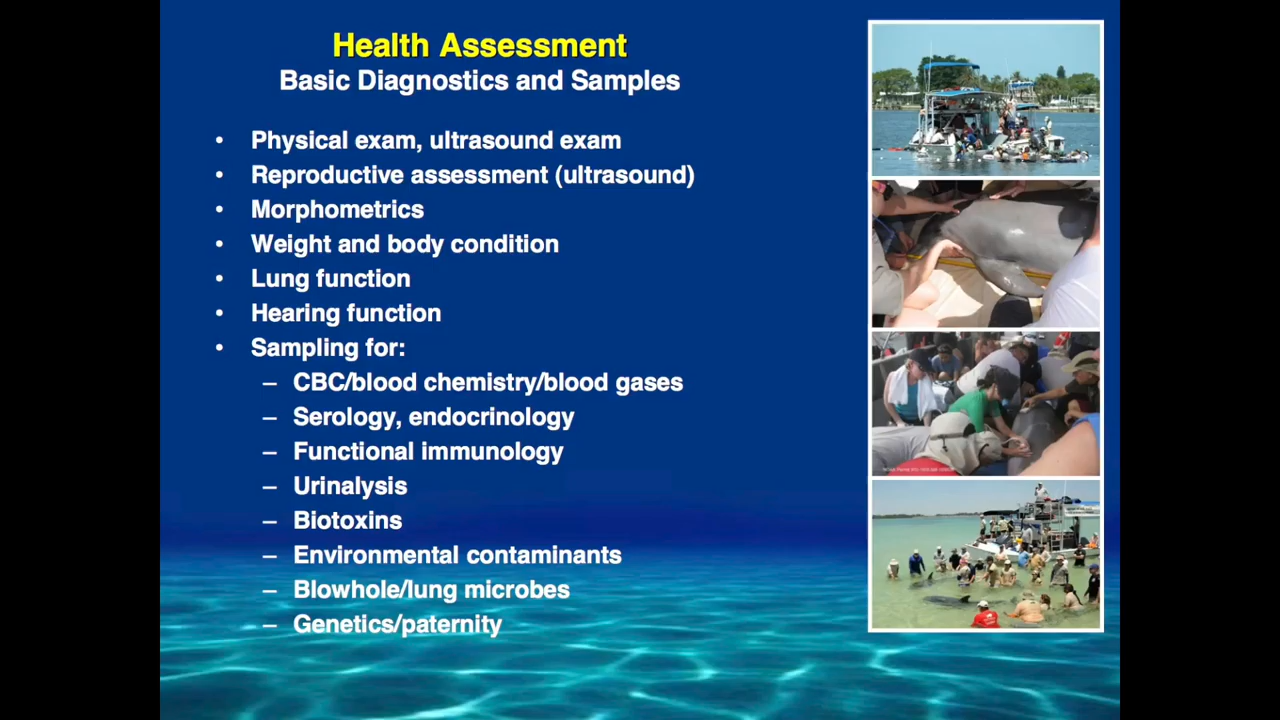 Health Assessment
Basic Diagnostics and Samples
• Physical exam, ultrasound exam
• Reproductive assessment (ultrasound)
• Morphometrics
• Weight and body condition
• Lung function
• Hearing function
• Sampling for:
– CBC/blood chemistry/blood gases
– Serology, endocrinology
– Functional immunology
– Urinalysis
– Biotoxins
– Environmental contaminants
– Blowhole/lung microbes
– Genetics/paternity